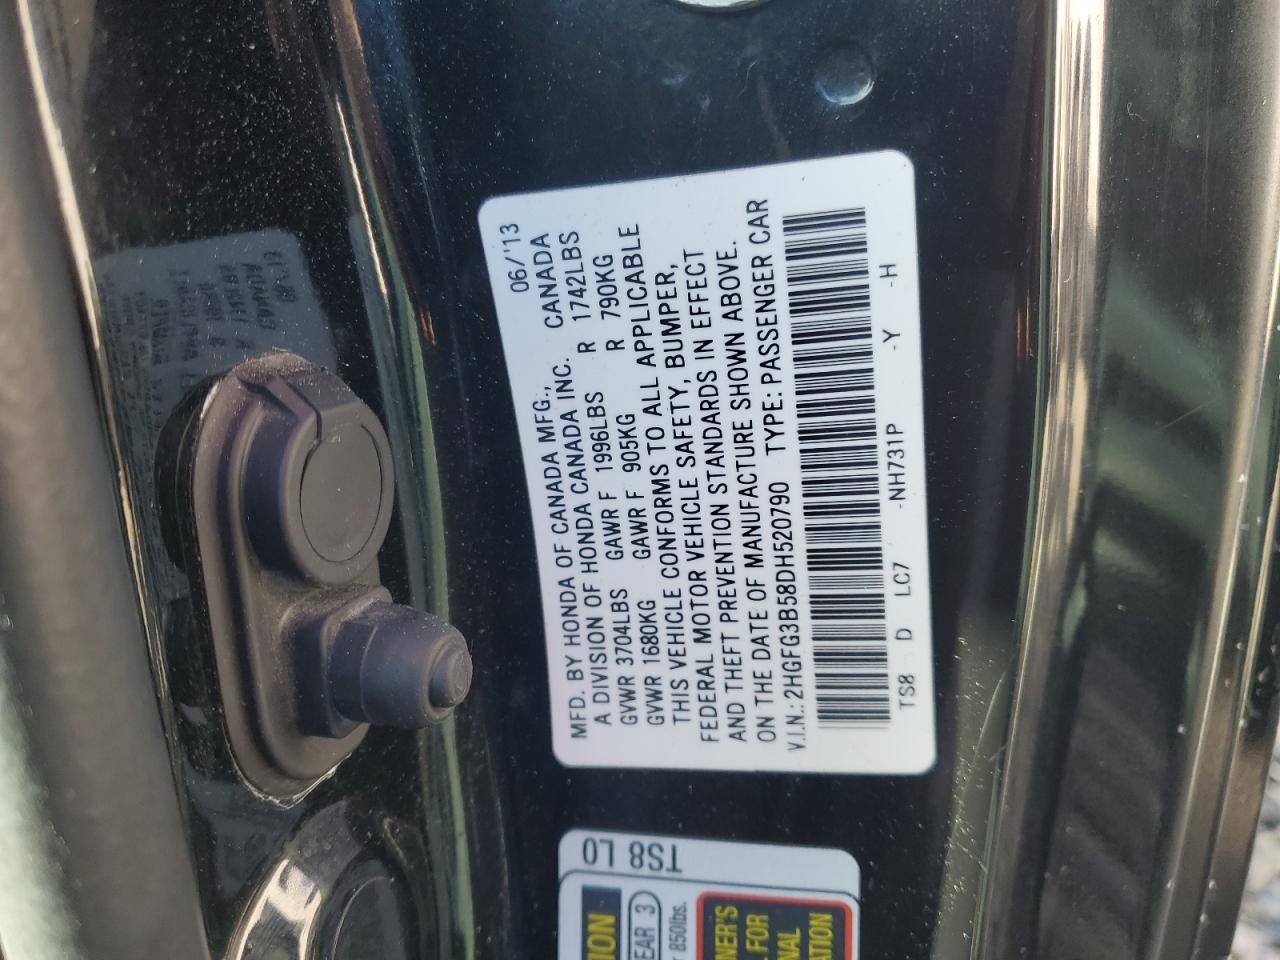 MFD. BY HONDA OF CANADA MFG., 06/'13
A DIVISION OF HONDA CANADA INC. CANADA
GVWR 3704LBS GAWR F 1996LBS R 1742LBS
GVWR 1680KG GAWR F 905KG R 790KG
THIS VEHICLE CONFORMS TO ALL APPLICABLE
FEDERAL MOTOR VEHICLE SAFETY, BUMPER,
AND THEFT PREVENTION STANDARDS IN EFFECT
ON THE DATE OF MANUFACTURE SHOWN ABOVE.
V.I.N.: 2HGFG3B58DH520790 TYPE: PASSENGER CAR
TS8 D LC7 -NH731P -Y -H
TS8 L0
EAR 3
850lbs.